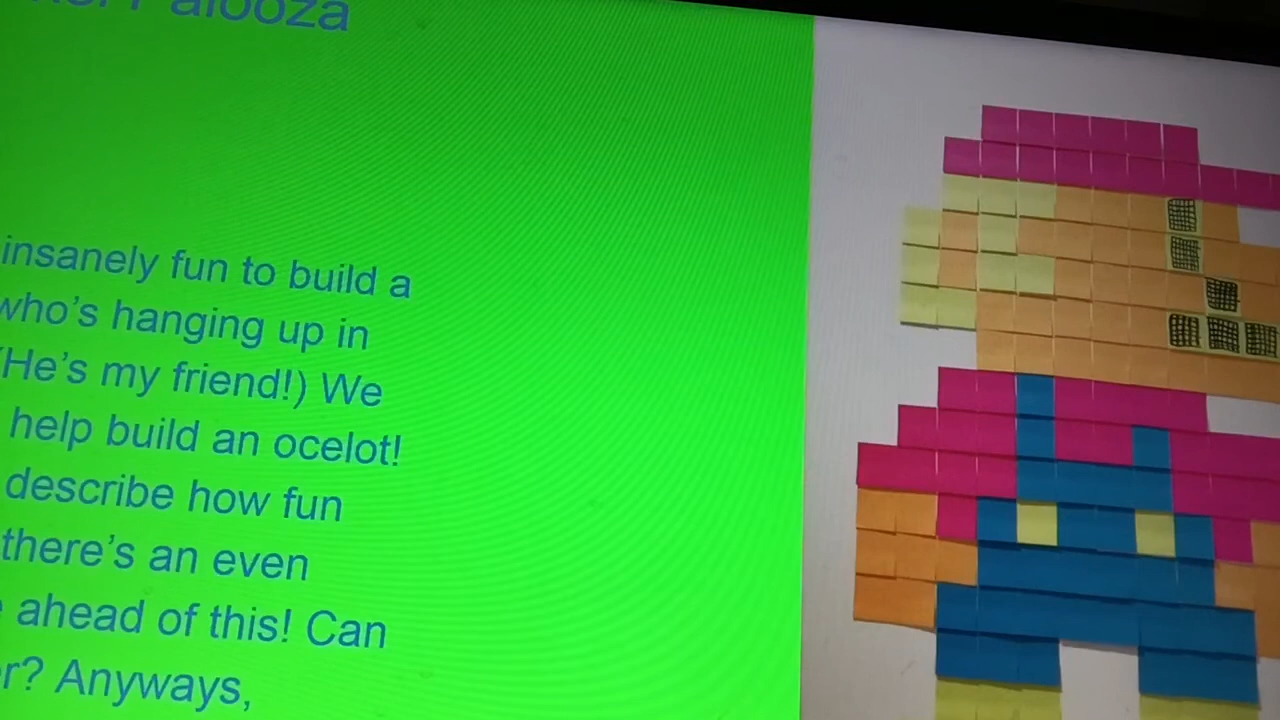 Palooza
insanely fun to build a
who's hanging up in
(He's my friend!) We
help build an ocelot!
describe how fun
there's an even
ahead of this! Can
r? Anyways,